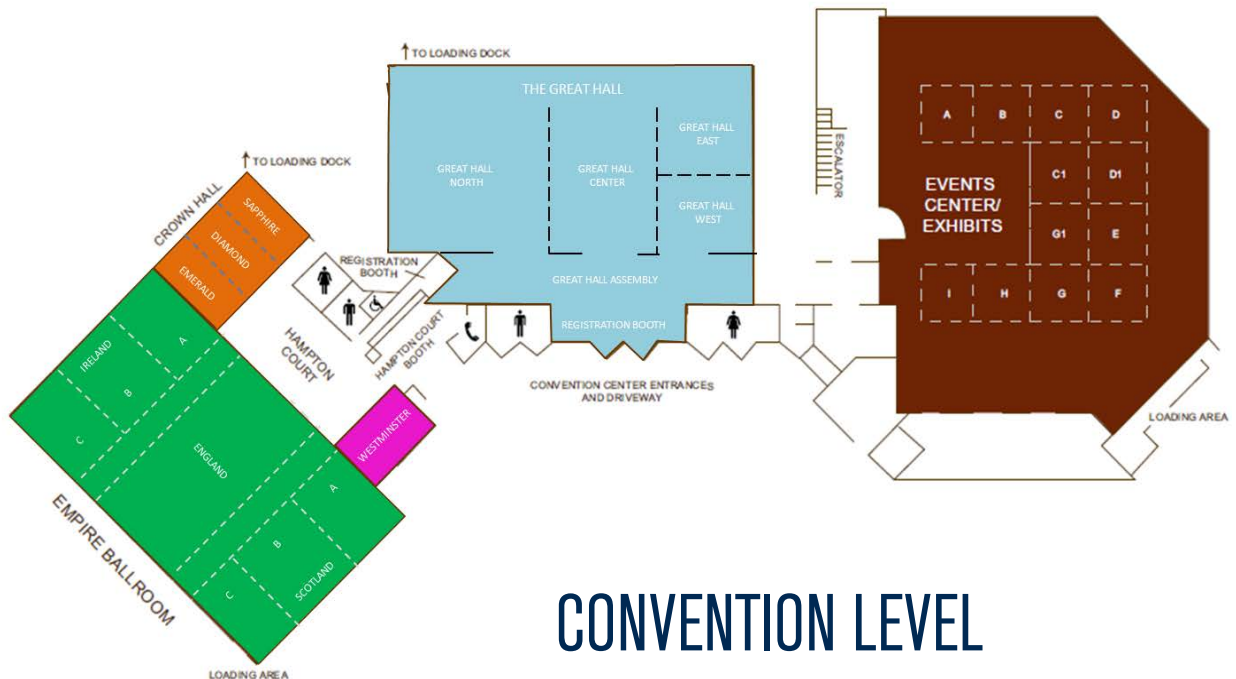 TO LOADING DOCK
THE GREAT HALL
GREAT HALL
EAST
GREAT HALL
NORTH
GREAT HALL
CENTER
GREAT HALL
WEST
GREAT HALL ASSEMBLY
REGISTRATION BOOTH
ESCALATOR
A
B
C
D
C1
D1
EVENTS
CENTER/
EXHIBITS
G1
E
I
H
G
F
LOADING AREA
TO LOADING DOCK
CROWN HALL
SAPPHIRE
DIAMOND
EMERALD
REGISTRATION
BOOTH
HAMPTON
COURT
HAMPTON COURT
BOOTH
CONVENTION CENTER ENTRANCES
AND DRIVEWAY
WESTMINSTER
IRELAND
A
B
C
ENGLAND
A
B
C
SCOTLAND
EMPIRE BALLROOM
LOADING AREA
CONVENTION LEVEL